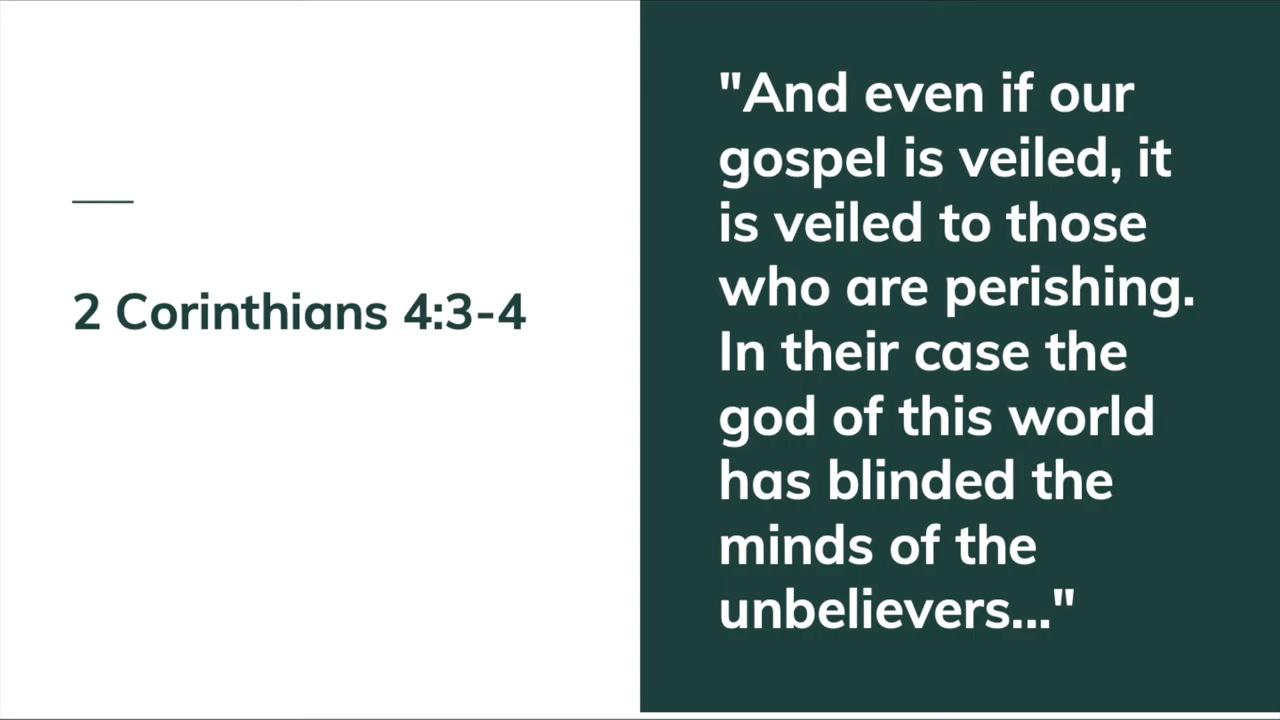 2 Corinthians 4:3-4
"And even if our
gospel is veiled, it
is veiled to those
who are perishing.
In their case the
god of this world
has blinded the
minds of the
unbelievers..."